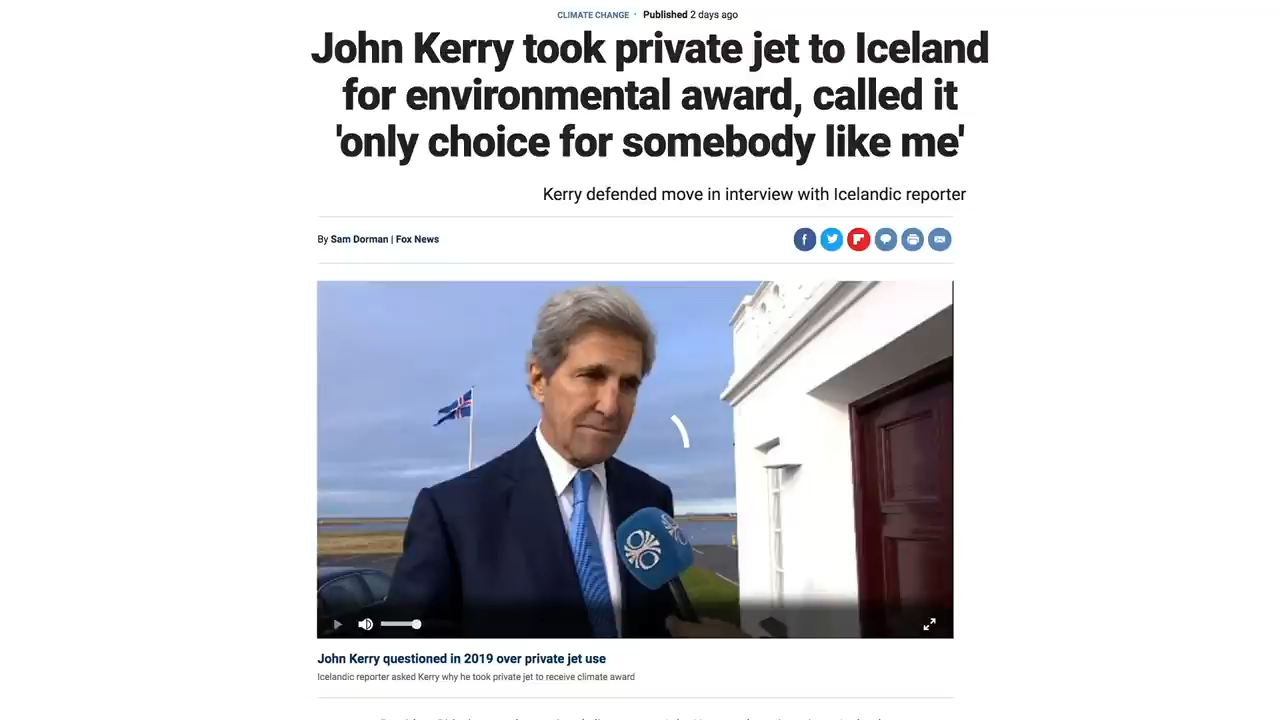 CLIMATE CHANGE · Published 2 days ago
John Kerry took private jet to Iceland
for environmental award, called it
'only choice for somebody like me'
Kerry defended move in interview with Icelandic reporter
By Sam Dorman | Fox News
John Kerry questioned in 2019 over private jet use
Icelandic reporter asked Kerry why he took private jet to receive climate award